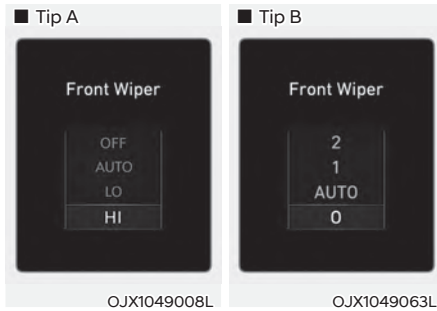 ■ Tip A
Front Wiper
OFF
AUTO
LO
HI
OJX1049008L
■ Tip B
Front Wiper
2
1
AUTO
0
OJX1049063L